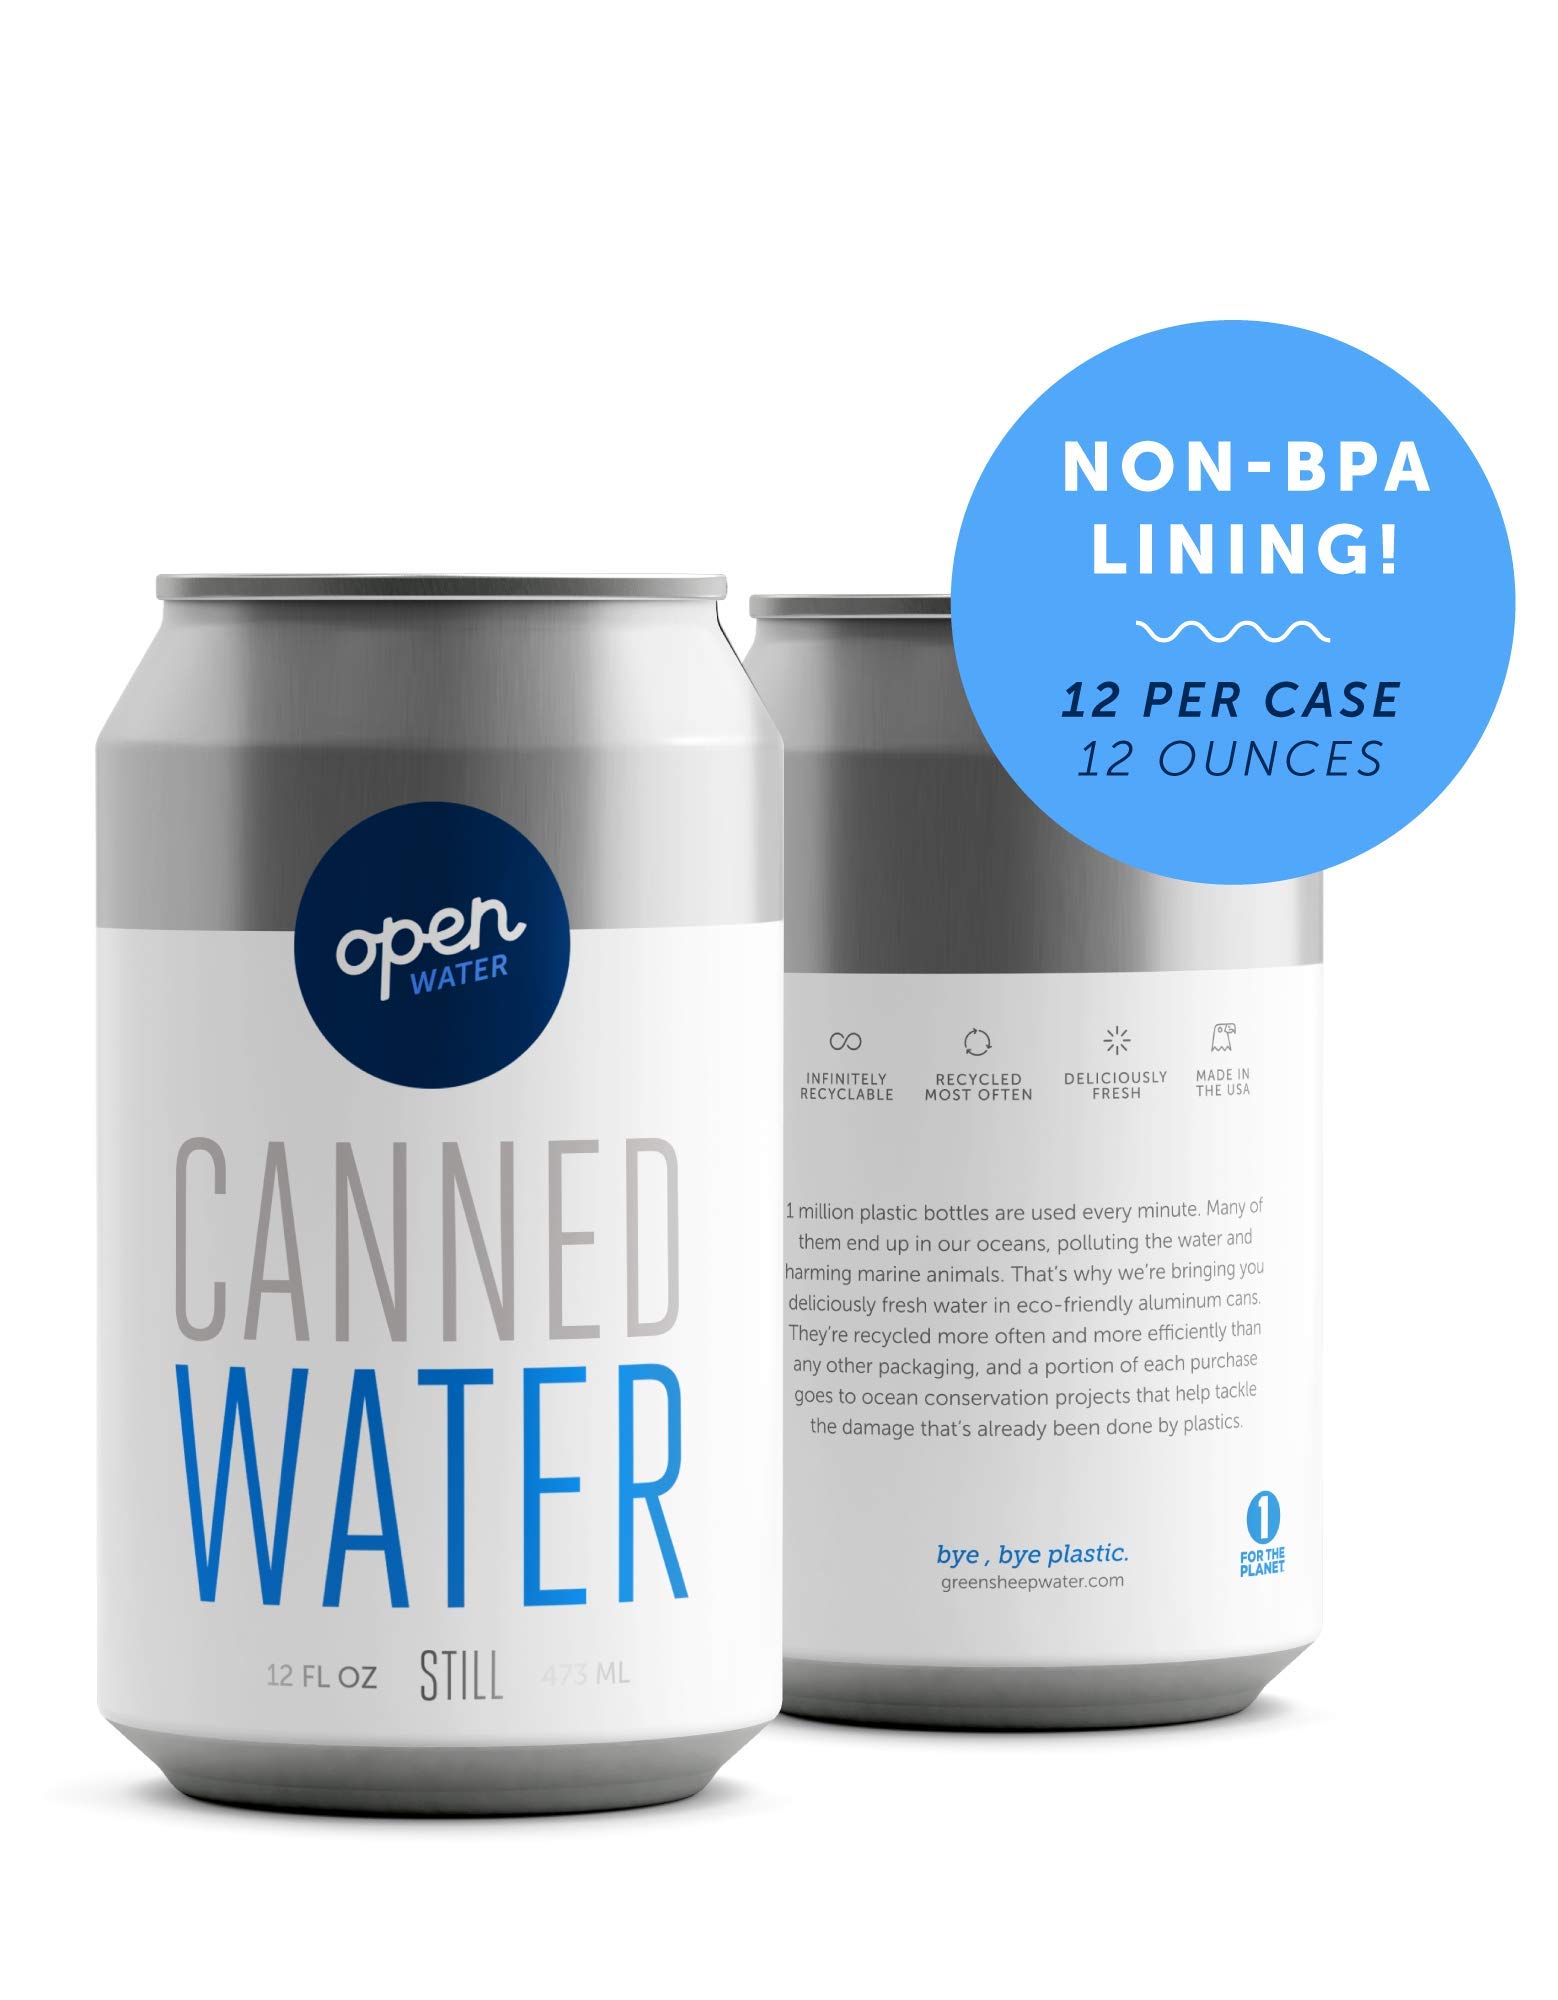 NON-BPA
LINING!
12 PER CASE
12 OUNCES
open
WATER
CANNED
WATER
12 FL OZ STILL 473 ML
INFINITELY
RECYCLABLE
RECYCLED
MOST OFTEN
DELICIOUSLY
FRESH
MADE IN
THE USA
1 million plastic bottles are used every minute. Many of
them end up in our oceans, polluting the water and
harming marine animals. That's why we're bringing you
deliciously fresh water in eco-friendly aluminum cans.
They're recycled more often and more efficiently than
any other packaging, and a portion of each purchase
goes to ocean conservation projects that help tackle
the damage that's already been done by plastics.
bye , bye plastic.
greensheepwater.com
1
FOR THE
PLANET